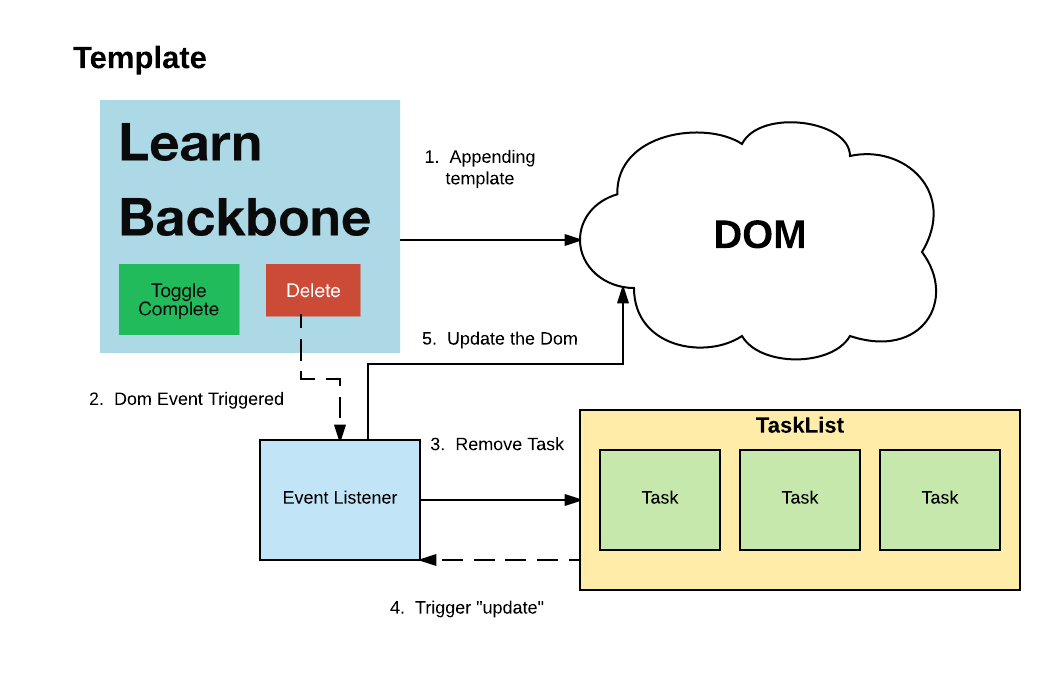 Template
Learn
Backbone
Toggle
Complete
Delete
1. Appending
template
DOM
5. Update the Dom
2. Dom Event Triggered
3. Remove Task
TaskList
Event Listener
Task
Task
Task
4. Trigger "update"